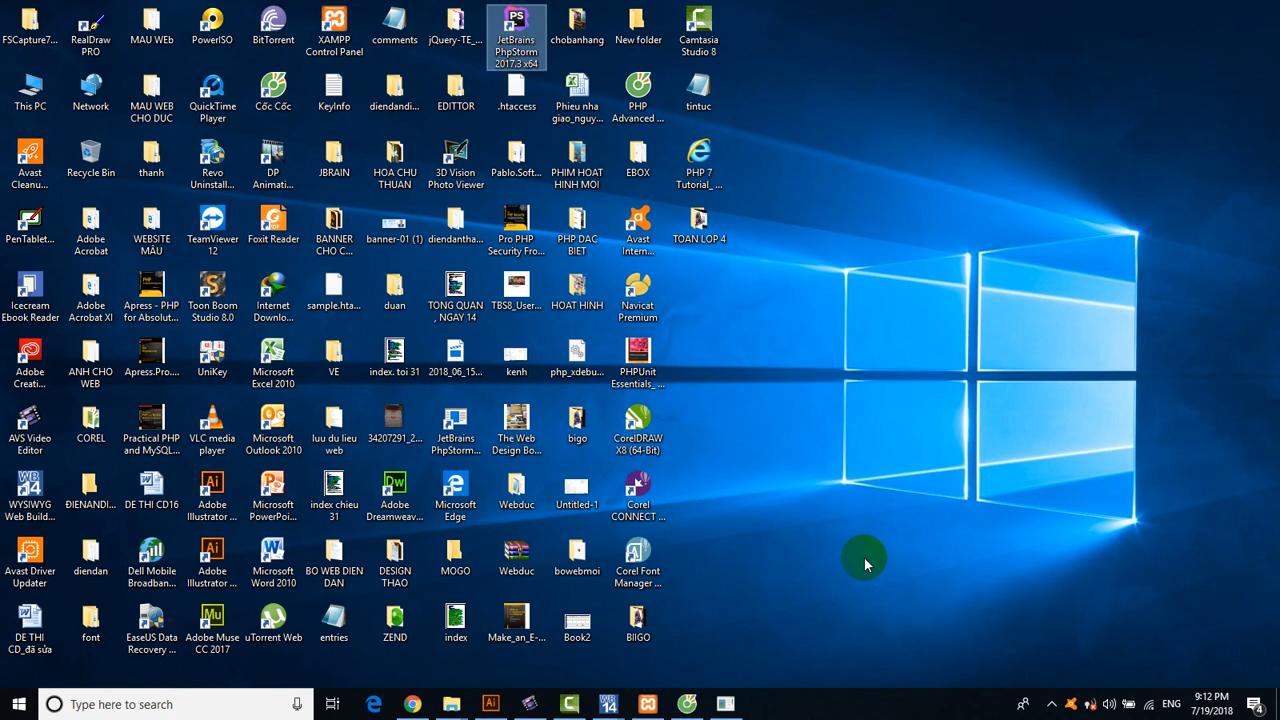 FSCapture7...
RealDraw
PRO
MAU WEb
PowerISO
BitTorrent
XAMPP
Control Panel
comments
jQuery-TE_...
JetBrains
PhpStorm
2017.3 x64
chobanhang
New folder
Camtasia
Studio 8
This PC
Network
MAU WEB
CHO DUC
QuickTime
Player
Cốc Cốc
KeyInfo
diendandi...
EDITTOR
.htaccess
Phieu nha
giao_nguy...
PHP
Advanced ...
tintuc
Avast
Cleanu...
Recycle Bin
thanh
Revo
Uninstall...
DP
Animati...
JBRAIN
HOA CHU
THUAN
3D Vision
Photo Viewer
Pablo.Soft...
PHIM HOAT
HINH MOI
EBOX
PHP 7
Tutorial_ ...
PenTablet...
Adobe
Acrobat
WEBSITE
MẪU
TeamViewer
12
Foxit Reader
BANNER
CHO C...
banner-01 (1)
diendantha...
Pro PHP
Security Fro...
PHP DAC
BIET
Avast
Intern...
TOAN LOP 4
Icecream
Ebook Reader
Adobe
Acrobat XI
Apress - PHP
for Absolut...
Toon Boom
Studio 8.0
Internet
Downlo...
sample.hta...
duan
TONG QUAN
, NGAY 14
TBS8_User...
HOAT HINH
Navicat
Premium
Adobe
Creati...
ANH CHO
WEB
Apress.Pro...
UniKey
Microsoft
Excel 2010
VE
index. toi 31
2018_06_15...
kenh
php_xdebu...
PHPUnit
Essentials_ ...
AVS Video
Editor
COREL
Practical PHP
and MySQL...
VLC media
player
Microsoft
Outlook 2010
luu du lieu
web
34207291_2...
JetBrains
PhpStorm...
The Web
Design Bo...
bigo
CorelDRAW
X8 (64-Bit)
WYSIWYG
Web Build...
ĐIENANDI...
DE THI CD16
Adobe
Illustrator ...
Microsoft
PowerPoi...
index chieu
31
Adobe
Dreamweav...
Microsoft
Edge
Webduc
Untitled-1
Corel
CONNECT ...
Avast Driver
Updater
diendan
Dell Mobile
Broadban...
Adobe
Illustrator ...
Microsoft
Word 2010
BO WEB DIEN
DAN
DESIGN
THAO
MOGO
Webduc
bowebmoi
Corel Font
Manager ...
DE THI
CD_đã sửa
font
EaseUS Data
Recovery ...
Adobe Muse
CC 2017
uTorrent Web
entries
ZEND
index
Make_an_E-...
Book2
BIIGO
Type here to search
ENG
9:12 PM
7/19/2018
4